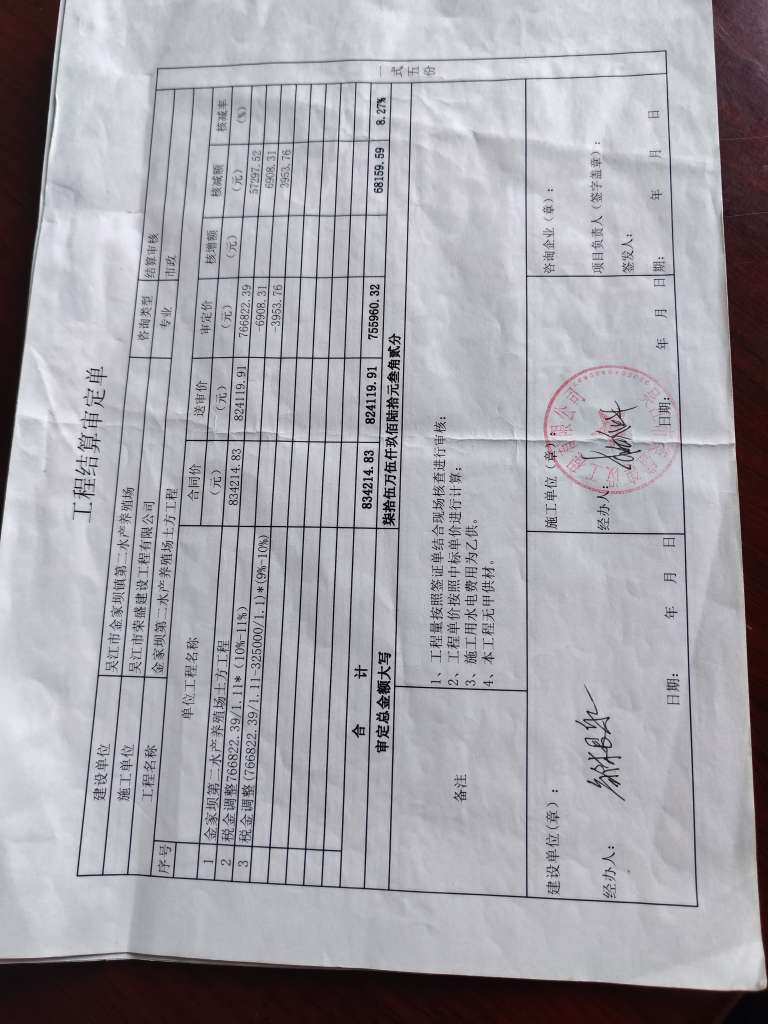 工程结算审定单
建设单位 吴江市金家坝镇第二水产养殖场
施工单位 吴江市荣盛建设工程有限公司 咨询类型 结算审核
工程名称 金家坝第二水产养殖场土方工程 专业 市政
序号 单位工程名称 合同价（元） 送审价（元） 审定价（元） 核增额（元） 核减额（元） 核减率（%）
1 金家坝第二水产养殖场土方工程 834214.83 824119.91 766822.39 57297.52
2 税金调整766822.39/1.11*（10%-11%） -6908.31 6908.31
3 税金调整(766822.39/1.11-325000/1.1)*(9%-10%) -3953.76 3953.76
合计 834214.83 824119.91 755960.32 68159.59 8.27%
审定总金额大写 柒拾伍万伍仟玖佰陆拾元叁角贰分
备注
1、工程量按照签证单结合现场核查进行审核；
2、工程单价按照中标单价进行计算；
3、施工用水电费用为乙供。
4、本工程无甲供材。
建设单位(章)：
经办人：
日期： 年 月 日
施工单位（章）：
经办人：
日期： 年 月 日
咨询企业（章）：
项目负责人（签字盖章）：
签发人：
日期： 年 月 日
一式五份